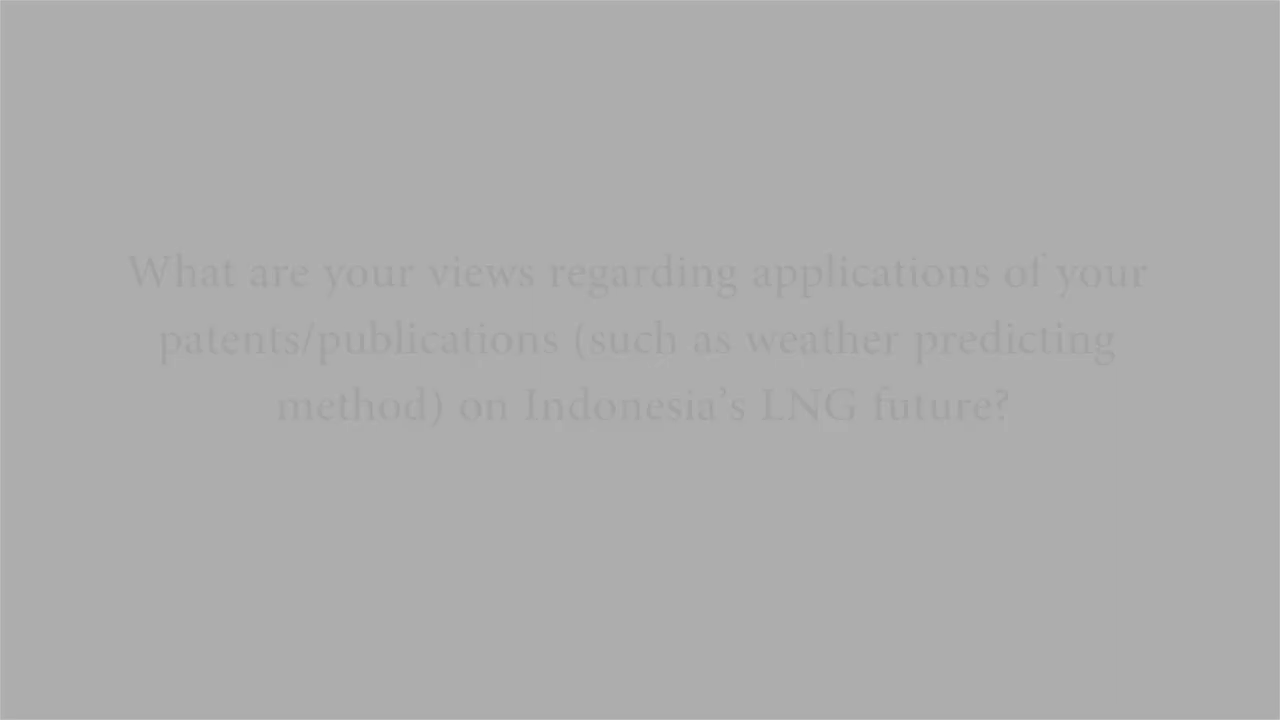 What are your views regarding applications of your
patents/publications (such as weather predicting
method) on Indonesia's LNG future?